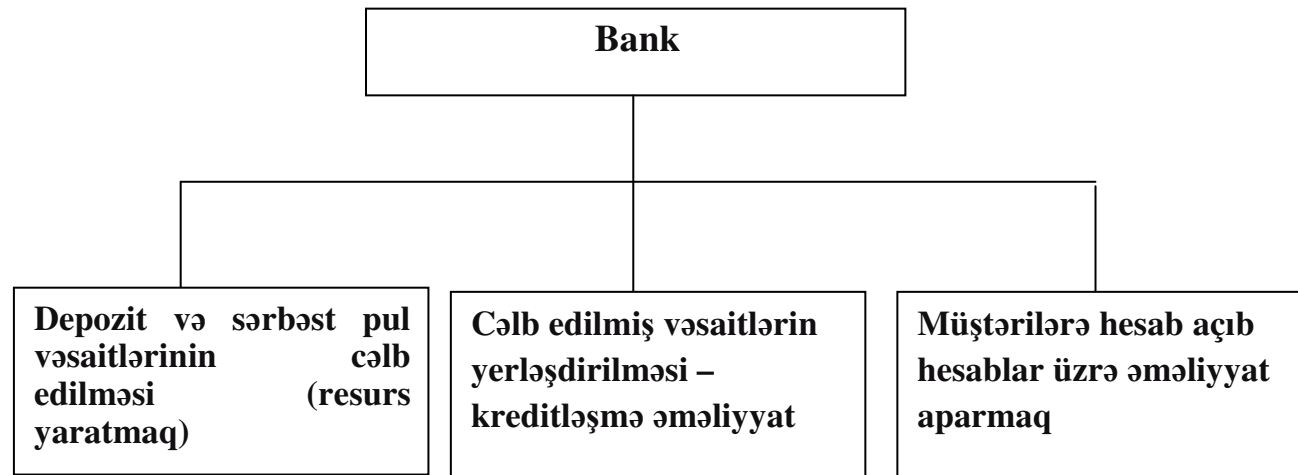 Bank
Depozit və sərbəst pul
vəsaitlərinin cəlb
edilməsi (resurs
yaratmaq)
Cəlb edilmiş vəsaitlərin
yerləşdirilməsi –
kreditləşmə əməliyyat
Müştərilərə hesab açıb
hesablar üzrə əməliyyat
aparmaq